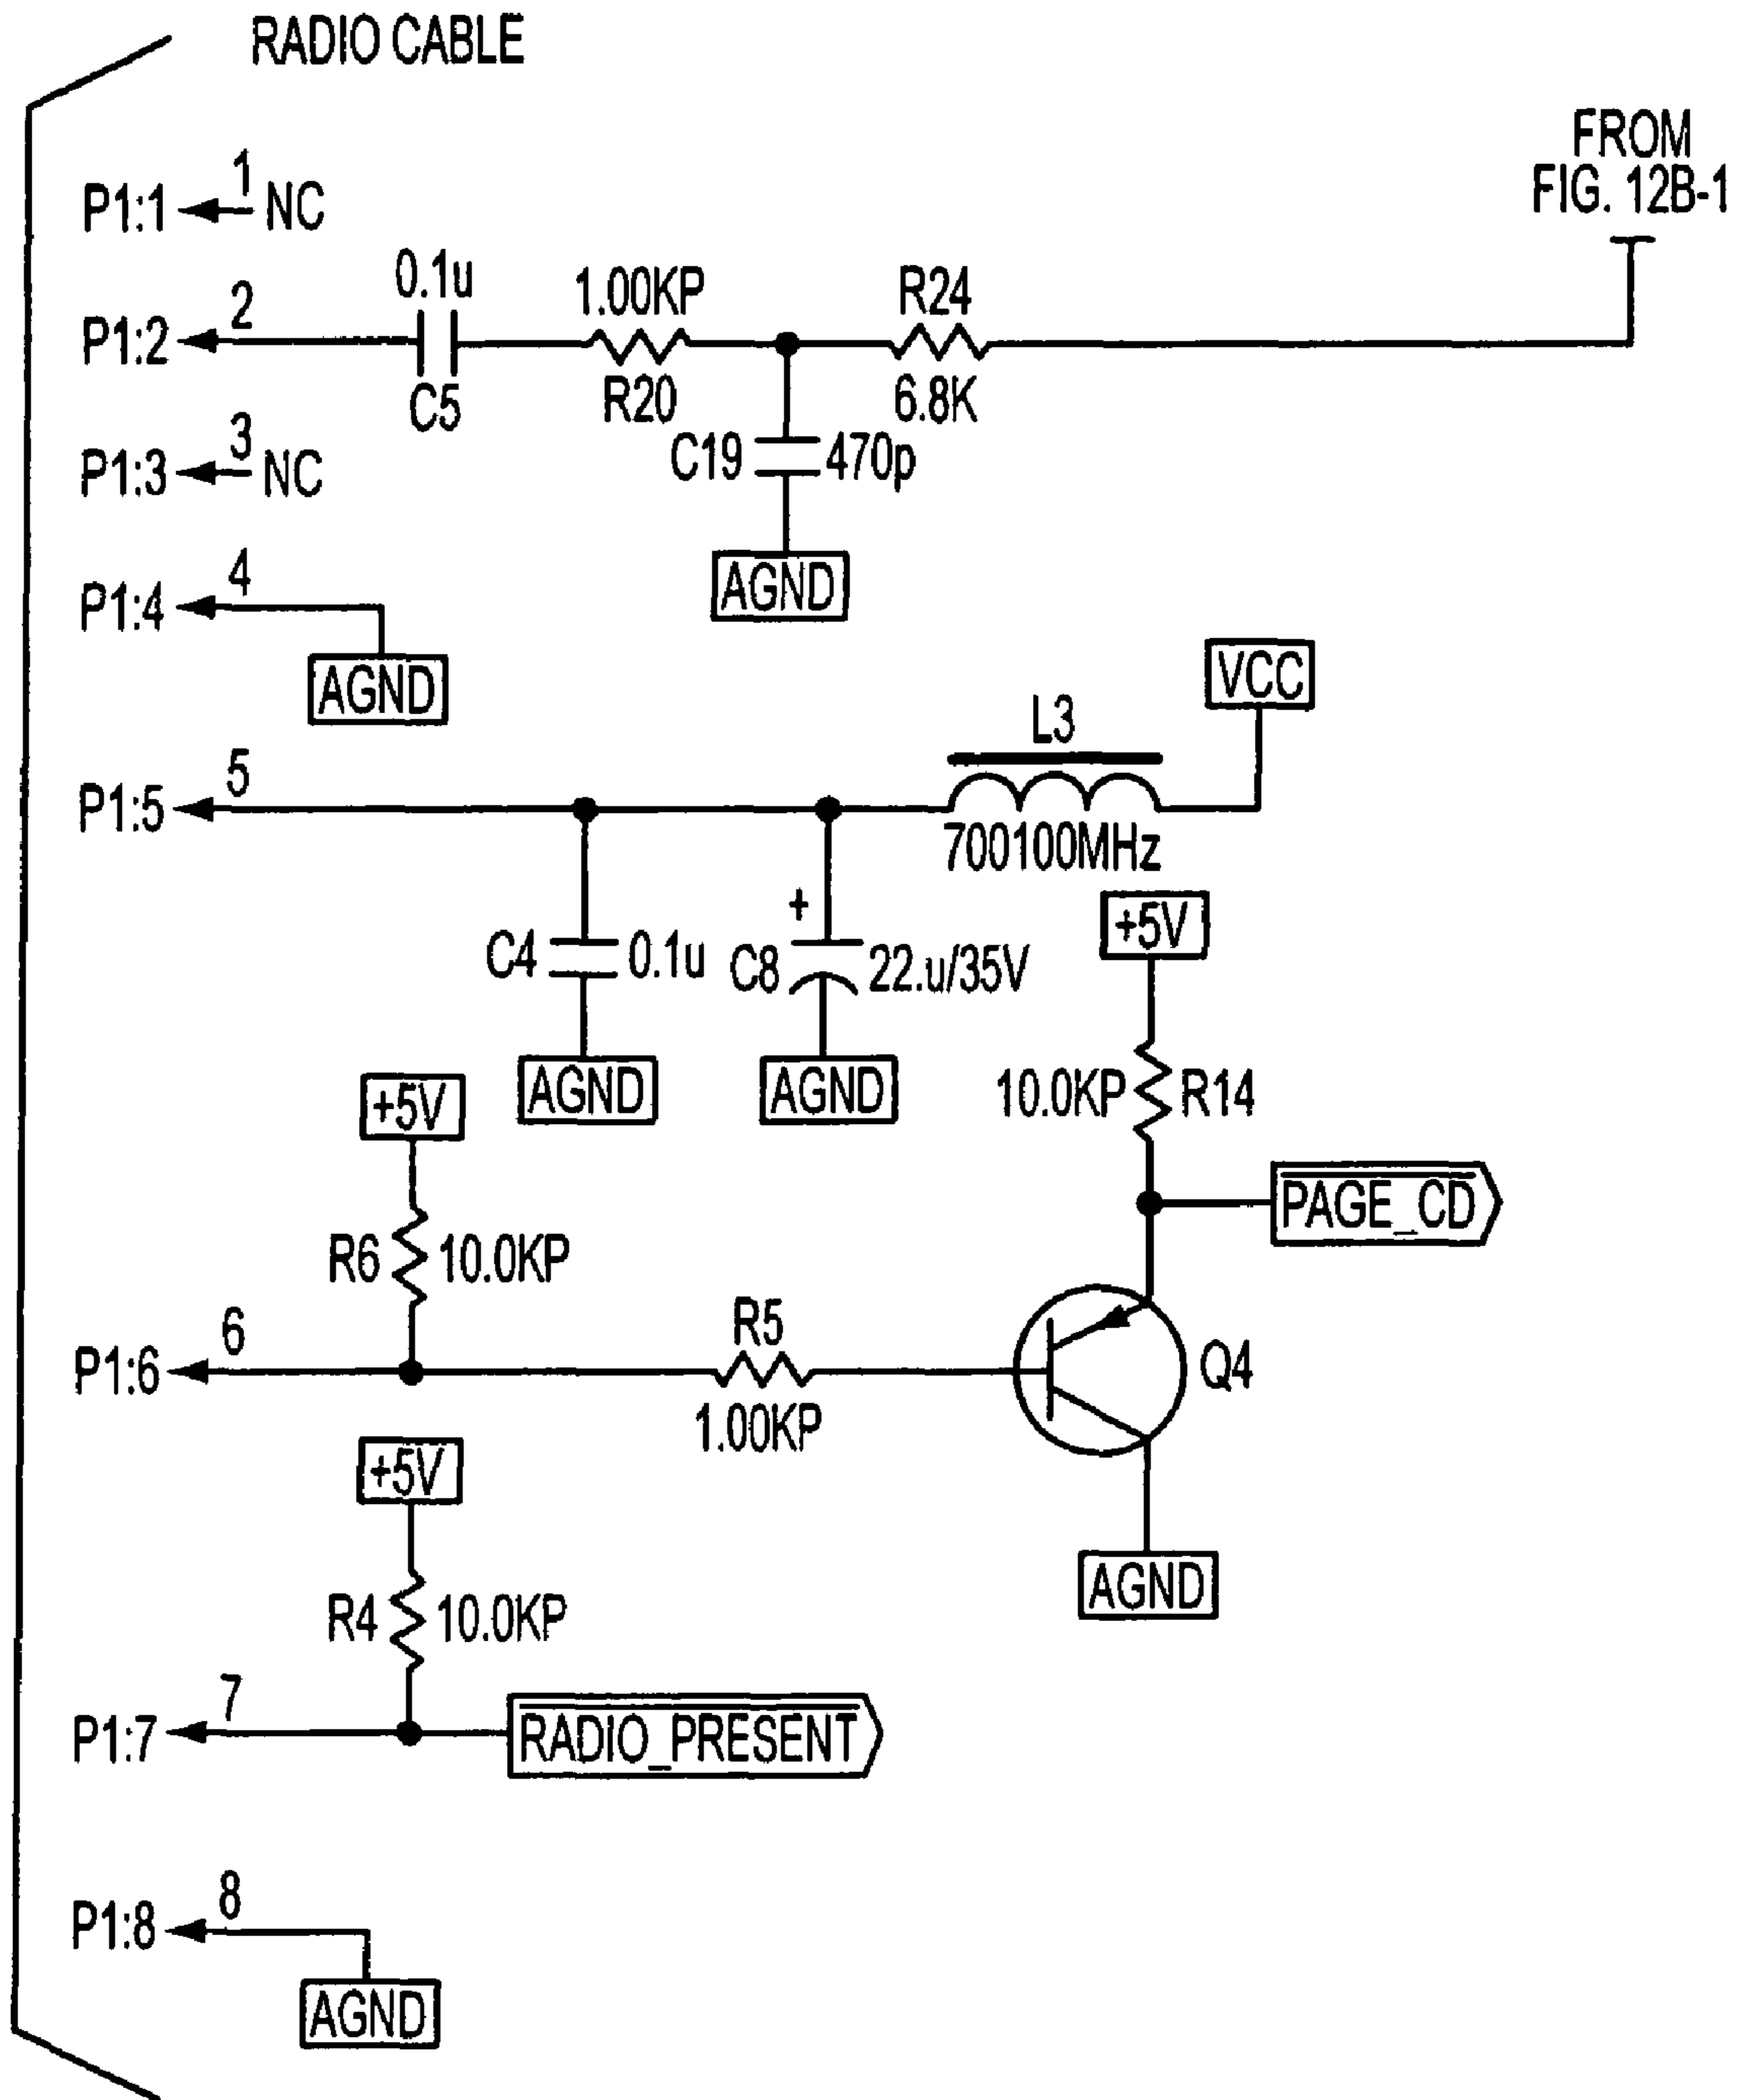 RADIO CABLE
FROM
FIG. 12B-1
P1:1
1
NC
P1:2
2
0.1u
C5
1.00KP
R20
R24
6.8K
C19
470p
AGND
P1:3
3
NC
P1:4
4
AGND
P1:5
5
VCC
L3
700100MHz
C4
0.1u
AGND
+
C8
22.u/35V
AGND
+5V
10.0KP
R14
PAGE_CD
+5V
R6
10.0KP
P1:6
6
R5
1.00KP
Q4
AGND
+5V
R4
10.0KP
P1:7
7
RADIO_PRESENT
P1:8
8
AGND